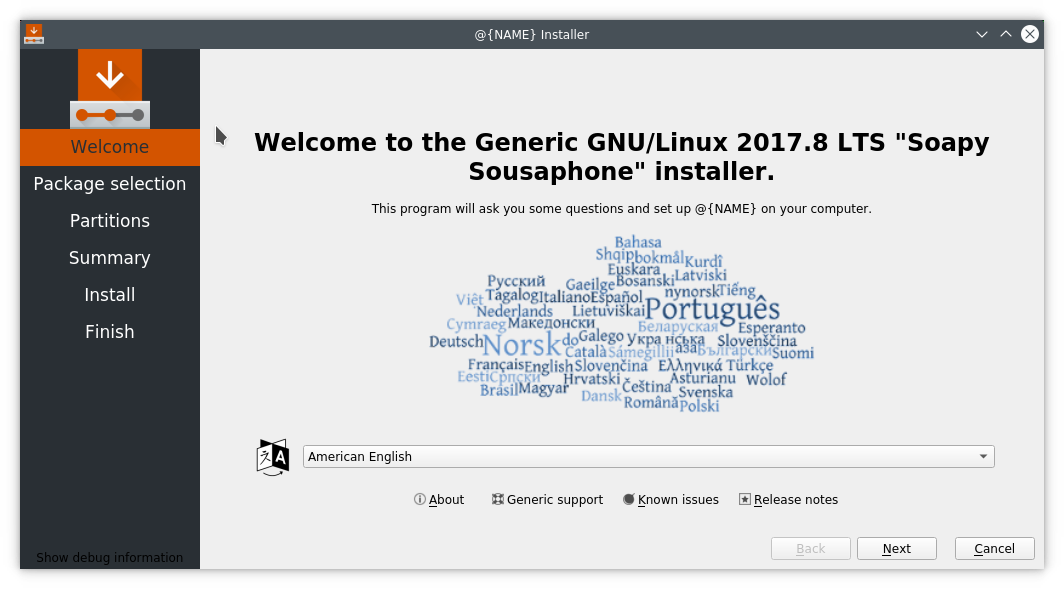 @{NAME} Installer
Welcome
Package selection
Partitions
Summary
Install
Finish
Show debug information
Welcome to the Generic GNU/Linux 2017.8 LTS "Soapy
Sousaphone" installer.
This program will ask you some questions and set up @{NAME} on your computer.
Bahasa
Shqip bokmål Kurdî
Euskara Latviski
Русский Gaeilge Bosanski
Việt Tagalog Italiano Español nynorsk Tiếng
Nederlands Lietuviškai Português
Cymraeg Македонски Беларуская Esperanto
Deutsch Norsk do Galego Укра нська Slovenščina
Català Sámegillii аза Български Suomi
Français English Slovenčina Ελληνικά Türkçe
Eesti Српски Hrvatski Asturianu Wolof
Brasil Magyar Čeština Svenska
Dansk Română Polski
文 A
American English
About Generic support Known issues Release notes
Back Next Cancel